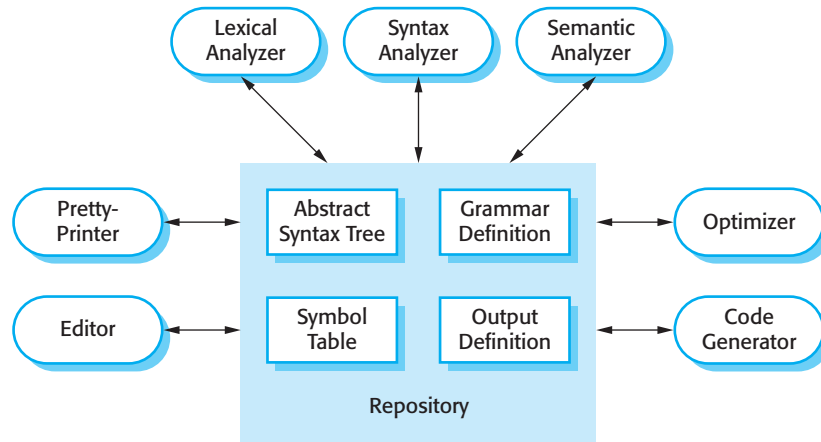 Lexical
Analyzer
Syntax
Analyzer
Semantic
Analyzer
Pretty-
Printer
Abstract
Syntax Tree
Grammar
Definition
Optimizer
Editor
Symbol
Table
Output
Definition
Code
Generator
Repository